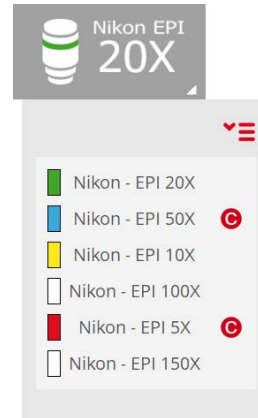 Nikon EPI
20X
Nikon - EPI 20X
Nikon - EPI 50X C
Nikon - EPI 10X
Nikon - EPI 100X
Nikon - EPI 5X C
Nikon - EPI 150X